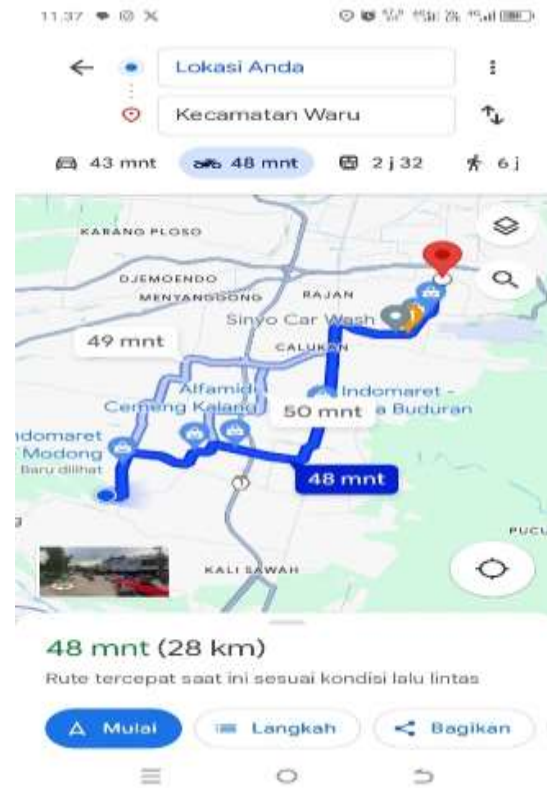 11.37
Lokasi Anda
Kecamatan Waru
43 mnt
48 mnt
2 j 32
6 j
KARANG PLOSO
DJEMOENDO
MENYANGGONG
RAJAN
Sinyo Car Wash
49 mnt
CALUKAN
Alfamidi
Cemeng Kalang
Indomaret -
50 mnt
a Buduran
ndomaret
Modong
Baru dilihat
48 mnt
PUCU
KALI SAWAH
48 mnt (28 km)
Rute tercepat saat ini sesuai kondisi lalu lintas
Mulai
Langkah
Bagikan